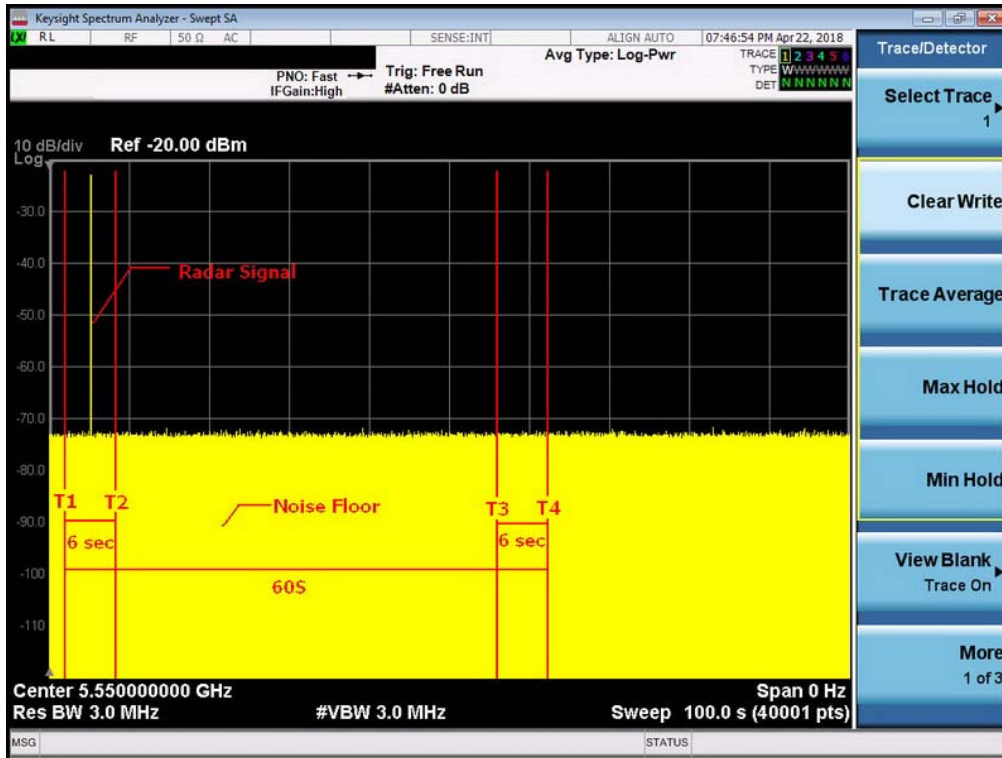 Keysight Spectrum Analyzer - Swept SA
LXI RL RF 50 Ω AC SENSE:INT ALIGN AUTO 07:46:54 PM Apr 22, 2018
Avg Type: Log-Pwr
TRACE 1 2 3 4 5 6
PNO: Fast
Trig: Free Run
TYPE WWWWWW
IFGain:High
#Atten: 0 dB
DET N N N N N N
10 dB/div Ref -20.00 dBm
Log
-30.0
-40.0
-50.0
-60.0
-70.0
-80.0
-90.0
-100
-110
Radar Signal
T1 T2 Noise Floor T3 T4
6 sec 6 sec
60S
Center 5.550000000 GHz Span 0 Hz
Res BW 3.0 MHz #VBW 3.0 MHz Sweep 100.0 s (40001 pts)
MSG STATUS
Trace/Detector
Select Trace
1
Clear Write
Trace Average
Max Hold
Min Hold
View Blank
Trace On
More
1 of 3